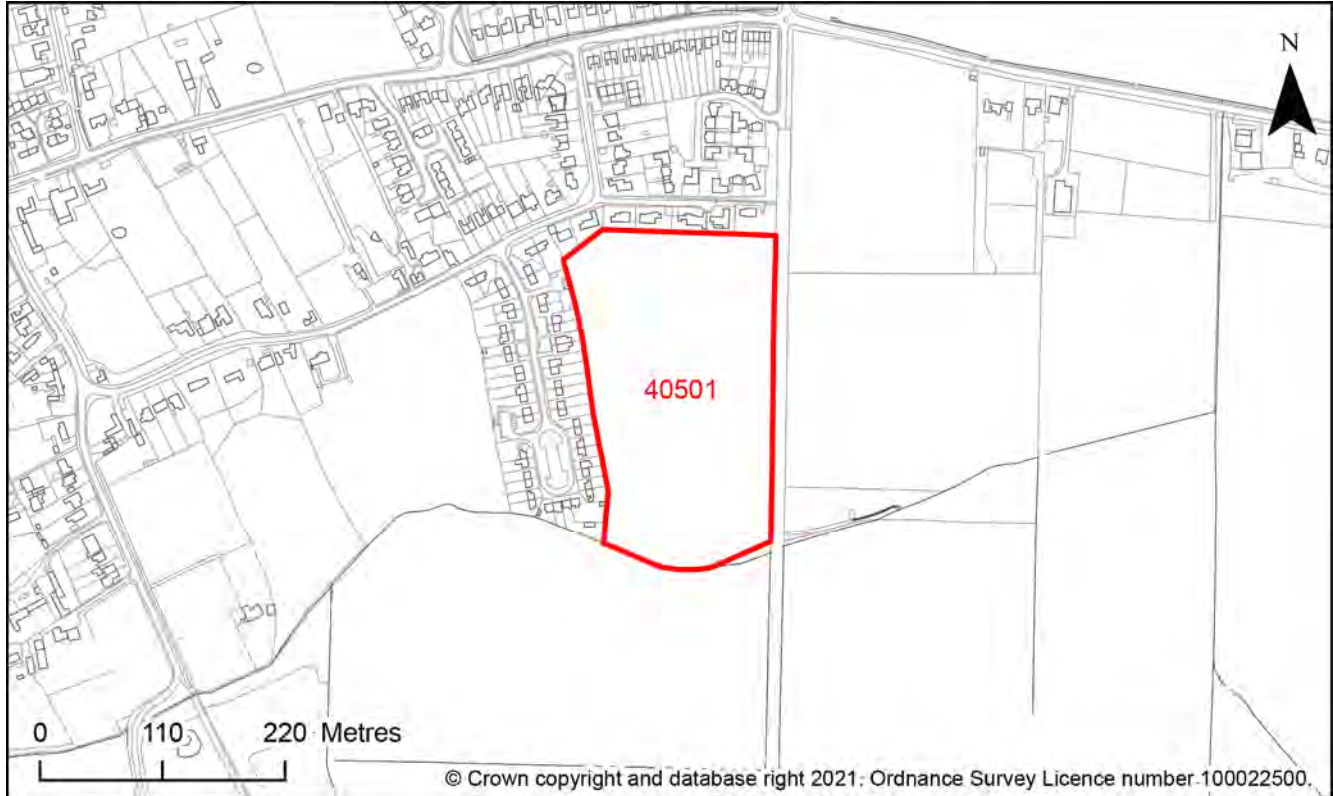 N
40501
0 110 220 Metres
© Crown copyright and database right 2021. Ordnance Survey Licence number 100022500.